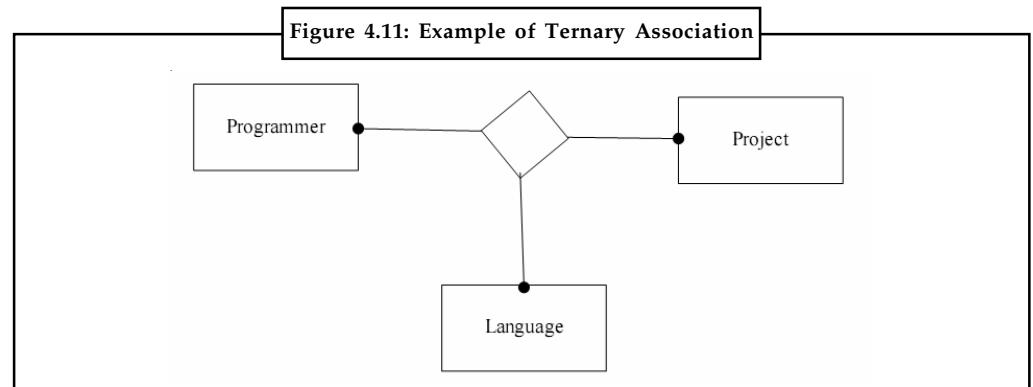 Figure 4.11: Example of Ternary Association
Programmer
Project
Language